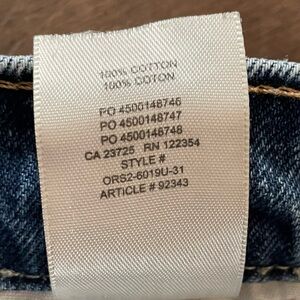 100% COTTON
100% COTON
PO 4500148746
PO 4500148747
PO 4500148748
CA 23725 RN 122354
STYLE #
ORS2-6019U-31
ARTICLE # 92343